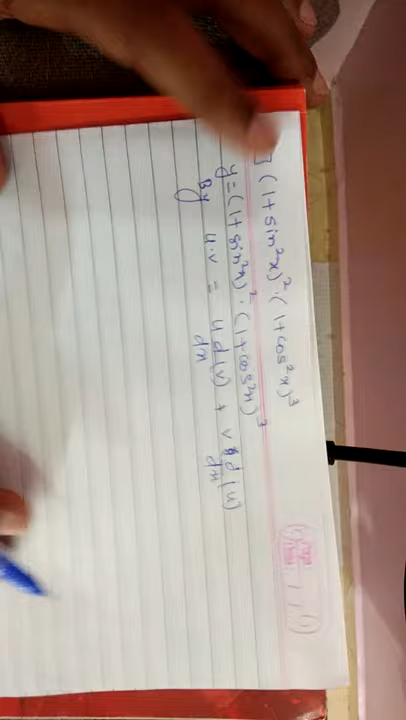 (1+sin²x)²·(1+cos²x)³
y=(1+sin²x)²·(1+cos²x)³
By u·v = u d(v)/dx + v d(u)/dx